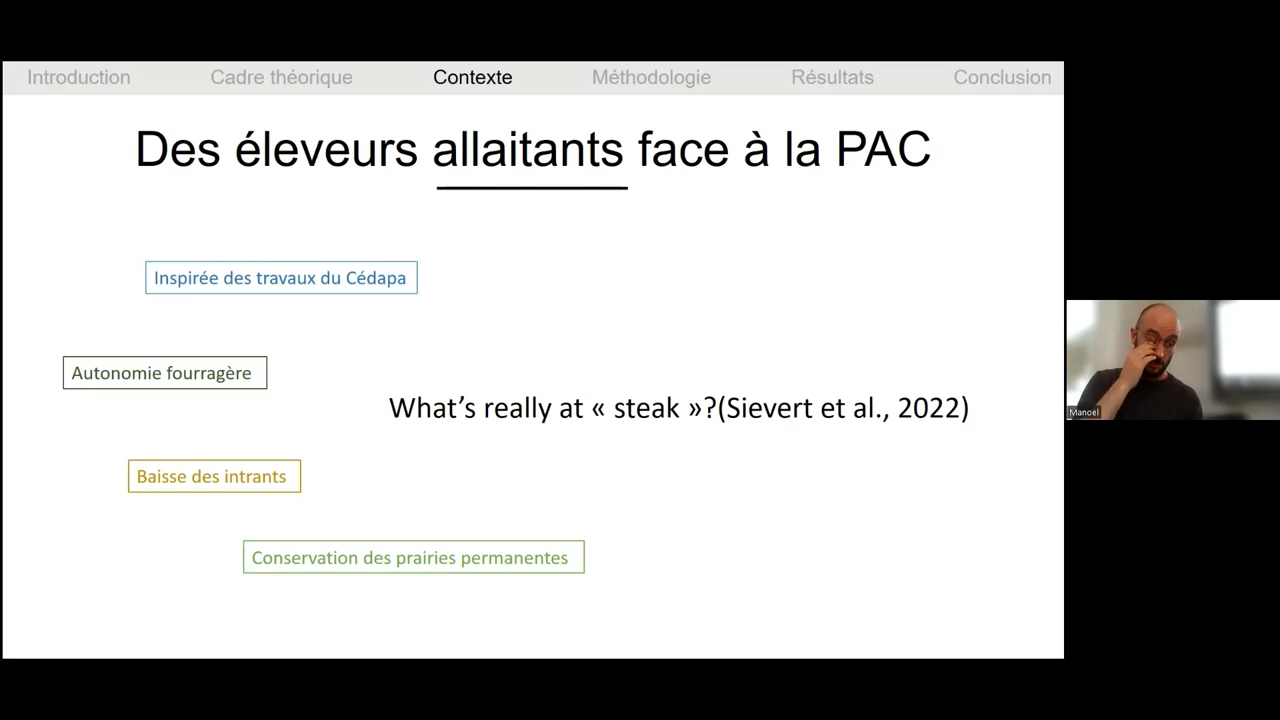 Introduction Cadre théorique Contexte Méthodologie Résultats Conclusion
Des éleveurs allaitants face à la PAC
Inspirée des travaux du Cédapa
Autonomie fourragère
What's really at « steak »?(Sievert et al., 2022)
Baisse des intrants
Conservation des prairies permanentes
Manoel